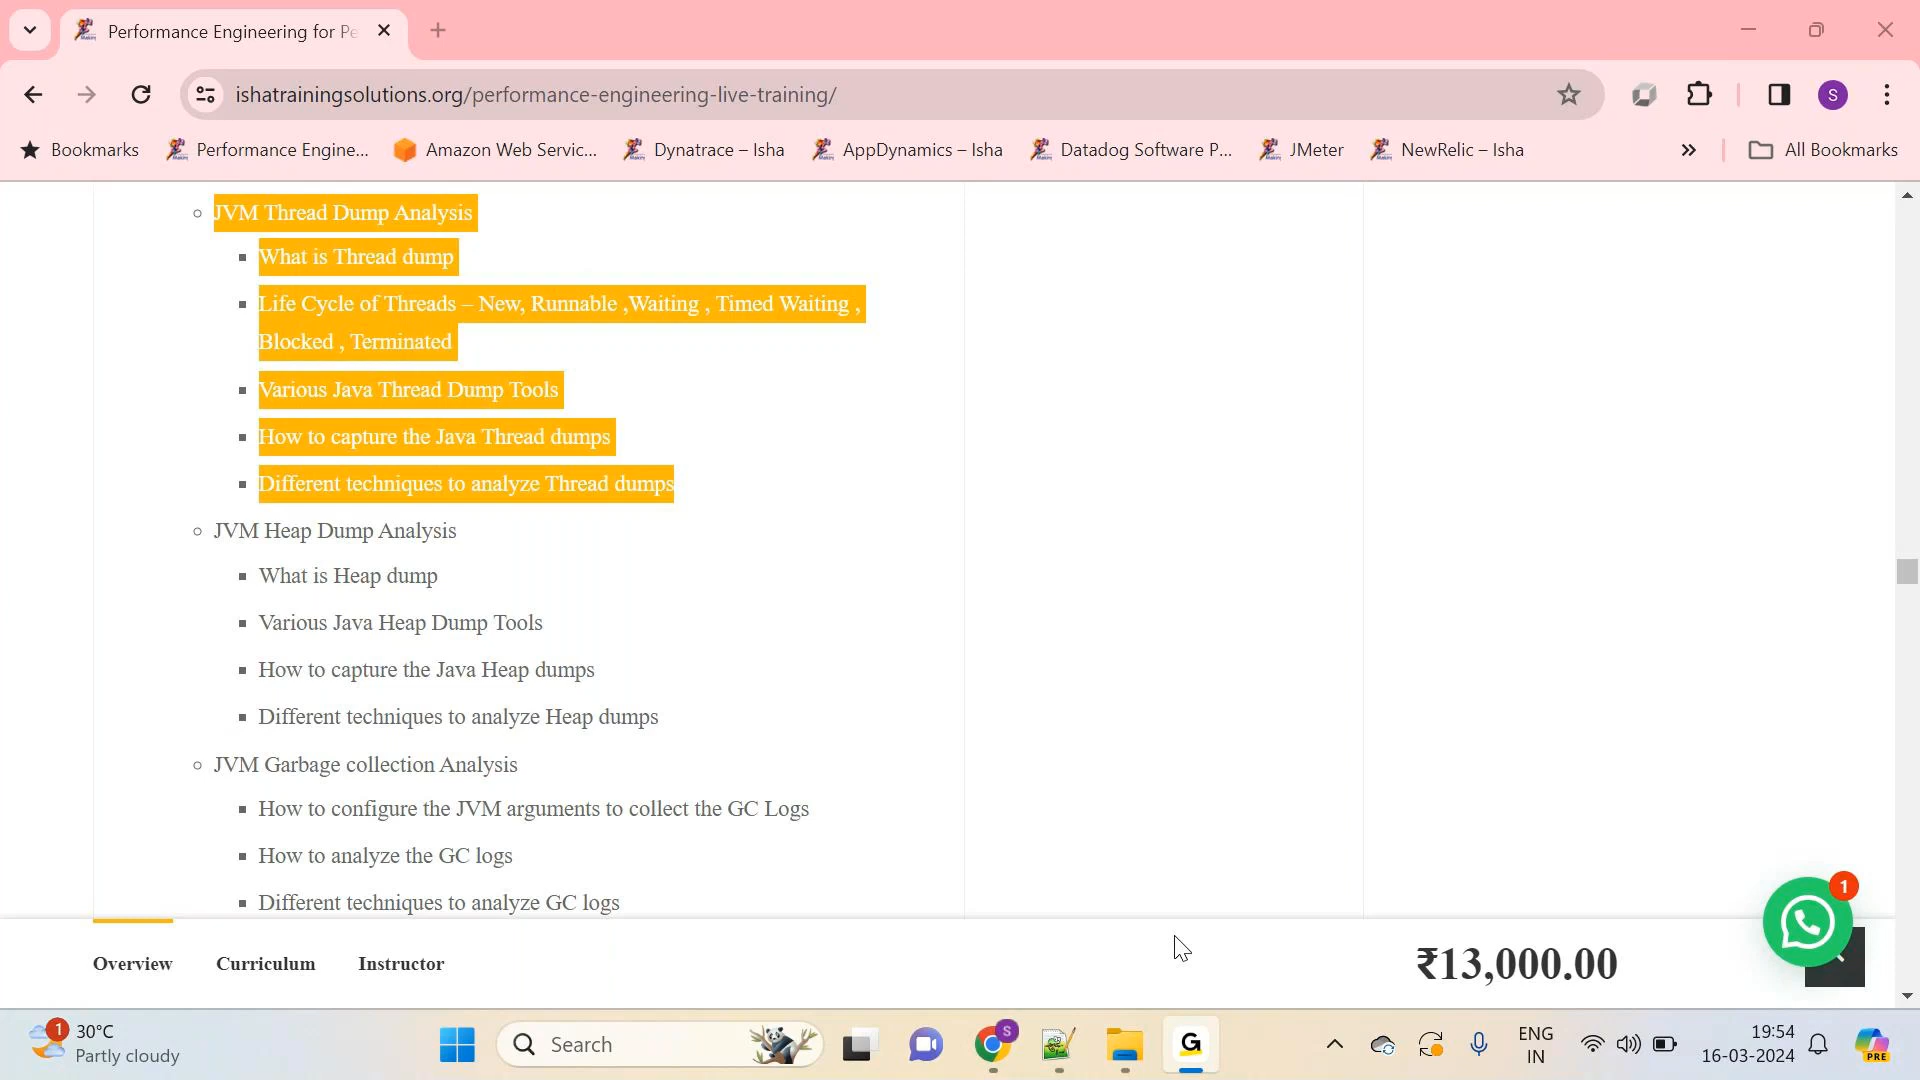 Performance Engineering for Pe
ishatrainingsolutions.org/performance-engineering-live-training/
S
Bookmarks
Performance Engine...
Amazon Web Servic...
Dynatrace – Isha
AppDynamics – Isha
Datadog Software P...
JMeter
NewRelic – Isha
All Bookmarks
JVM Thread Dump Analysis
What is Thread dump
Life Cycle of Threads – New, Runnable ,Waiting , Timed Waiting ,
Blocked , Terminated
Various Java Thread Dump Tools
How to capture the Java Thread dumps
Different techniques to analyze Thread dumps
JVM Heap Dump Analysis
What is Heap dump
Various Java Heap Dump Tools
How to capture the Java Heap dumps
Different techniques to analyze Heap dumps
JVM Garbage collection Analysis
How to configure the JVM arguments to collect the GC Logs
How to analyze the GC logs
Different techniques to analyze GC logs
1
Overview
Curriculum
Instructor
₹13,000.00
1
30°C
Partly cloudy
Search
S
G
ENG
IN
19:54
16-03-2024
PRE